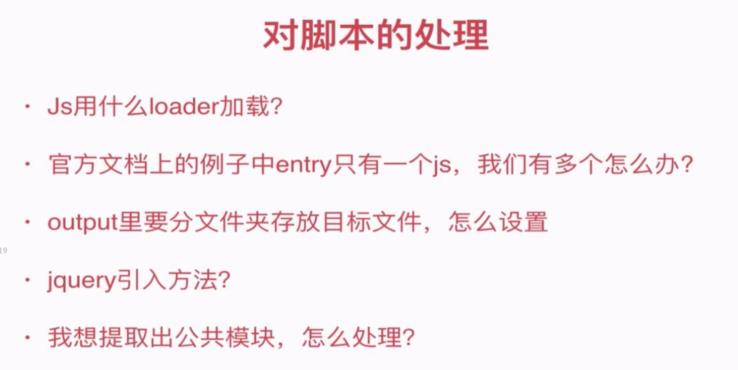 对脚本的处理
· Js用什么loader加载?
· 官方文档上的例子中entry只有一个js，我们有多个怎么办?
· output里要分文件夹存放目标文件，怎么设置
19
· jquery引入方法?
· 我想提取出公共模块，怎么处理?